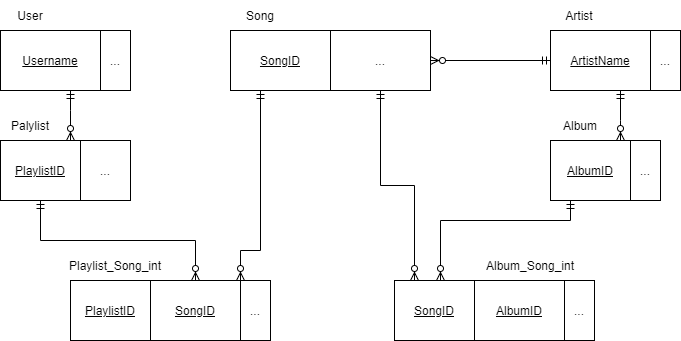 User
Song
Artist
Username ...
SongID ...
ArtistName ...
Palylist
Album
PlaylistID ...
AlbumID ...
Playlist_Song_int
Album_Song_int
PlaylistID SongID ...
SongID AlbumID ...